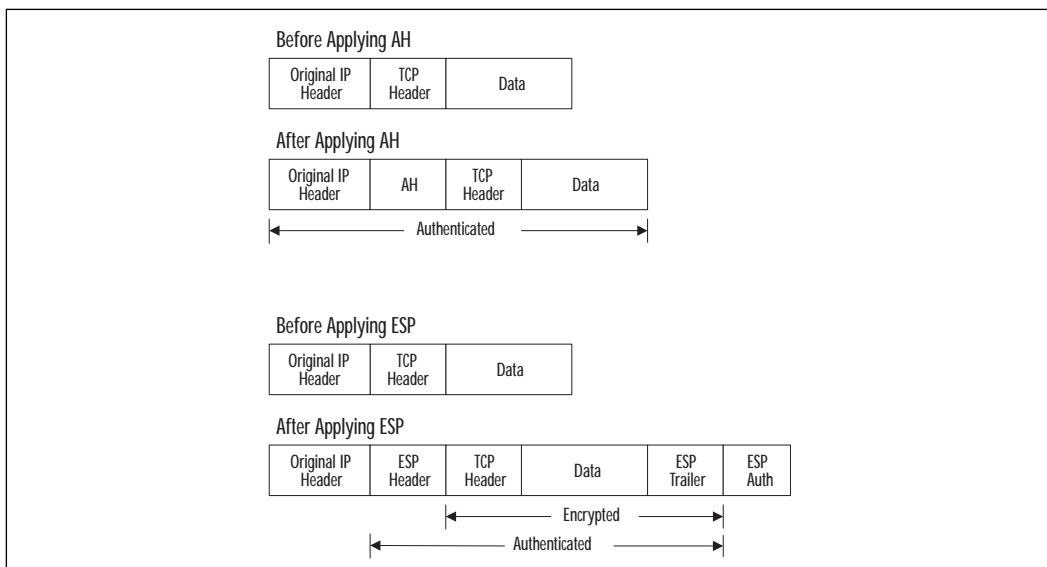 Before Applying AH
Original IP
Header
TCP
Header
Data
After Applying AH
Original IP
Header
AH
TCP
Header
Data
Authenticated
Before Applying ESP
Original IP
Header
TCP
Header
Data
After Applying ESP
Original IP
Header
ESP
Header
TCP
Header
Data
ESP
Trailer
ESP
Auth
Encrypted
Authenticated